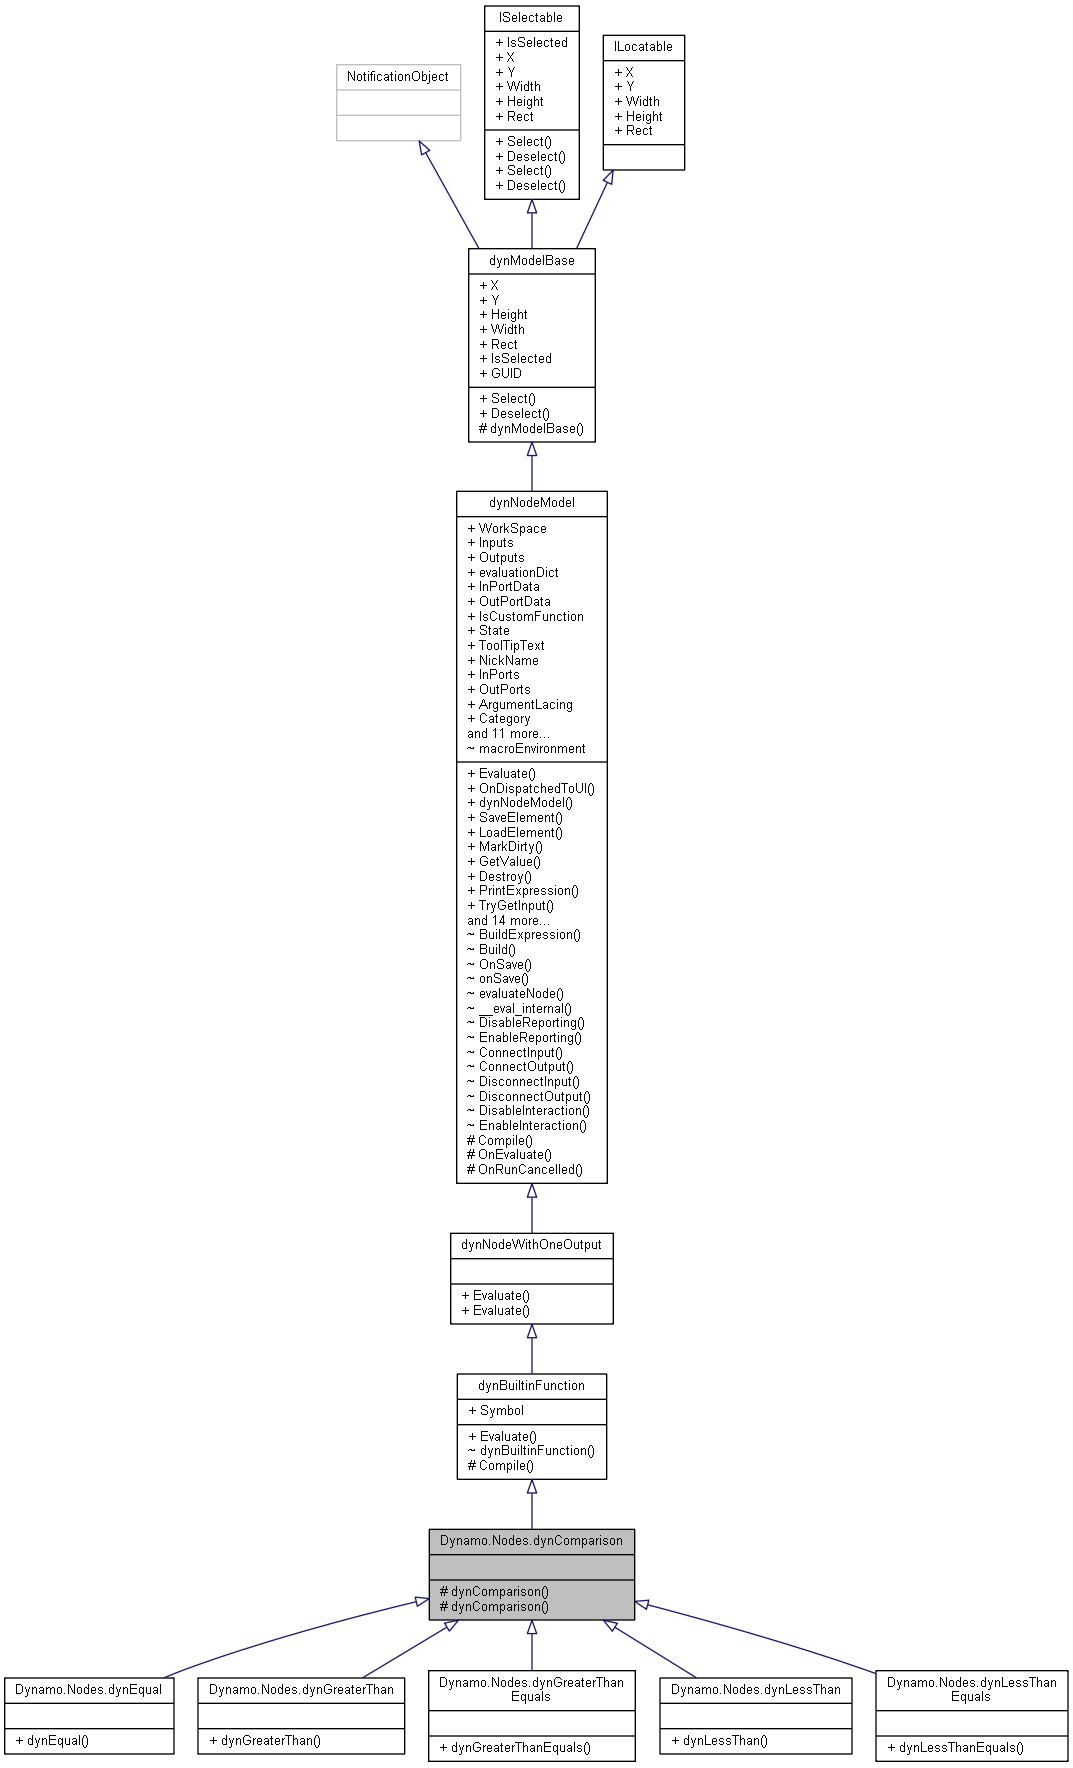 ISelectable
+ IsSelected
+ X
+ Y
+ Width
+ Height
+ Rect
+ Select()
+ Deselect()
+ Select()
+ Deselect()
ILocatable
+ X
+ Y
+ Width
+ Height
+ Rect
NotificationObject
dynModelBase
+ X
+ Y
+ Height
+ Width
+ Rect
+ IsSelected
+ GUID
+ Select()
+ Deselect()
# dynModelBase()
dynNodeModel
+ WorkSpace
+ Inputs
+ Outputs
+ evaluationDict
+ InPortData
+ OutPortData
+ IsCustomFunction
+ State
+ ToolTipText
+ NickName
+ InPorts
+ OutPorts
+ ArgumentLacing
+ Category
and 11 more...
~ macroEnvironment
+ Evaluate()
+ OnDispatchedToUI()
+ dynNodeModel()
+ SaveElement()
+ LoadElement()
+ MarkDirty()
+ GetValue()
+ Destroy()
+ PrintExpression()
+ TryGetInput()
and 14 more...
~ BuildExpression()
~ Build()
~ OnSave()
~ onSave()
~ evaluateNode()
~ __eval_internal()
~ DisableReporting()
~ EnableReporting()
~ ConnectInput()
~ ConnectOutput()
~ DisconnectInput()
~ DisconnectOutput()
~ DisableInteraction()
~ EnableInteraction()
# Compile()
# OnEvaluate()
# OnRunCancelled()
dynNodeWithOneOutput
+ Evaluate()
+ Evaluate()
dynBuiltinFunction
+ Symbol
+ Evaluate()
~ dynBuiltinFunction()
# Compile()
Dynamo.Nodes.dynComparison
# dynComparison()
# dynComparison()
Dynamo.Nodes.dynEqual
+ dynEqual()
Dynamo.Nodes.dynGreaterThan
+ dynGreaterThan()
Dynamo.Nodes.dynGreaterThan
Equals
+ dynGreaterThanEquals()
Dynamo.Nodes.dynLessThan
+ dynLessThan()
Dynamo.Nodes.dynLessThan
Equals
+ dynLessThanEquals()